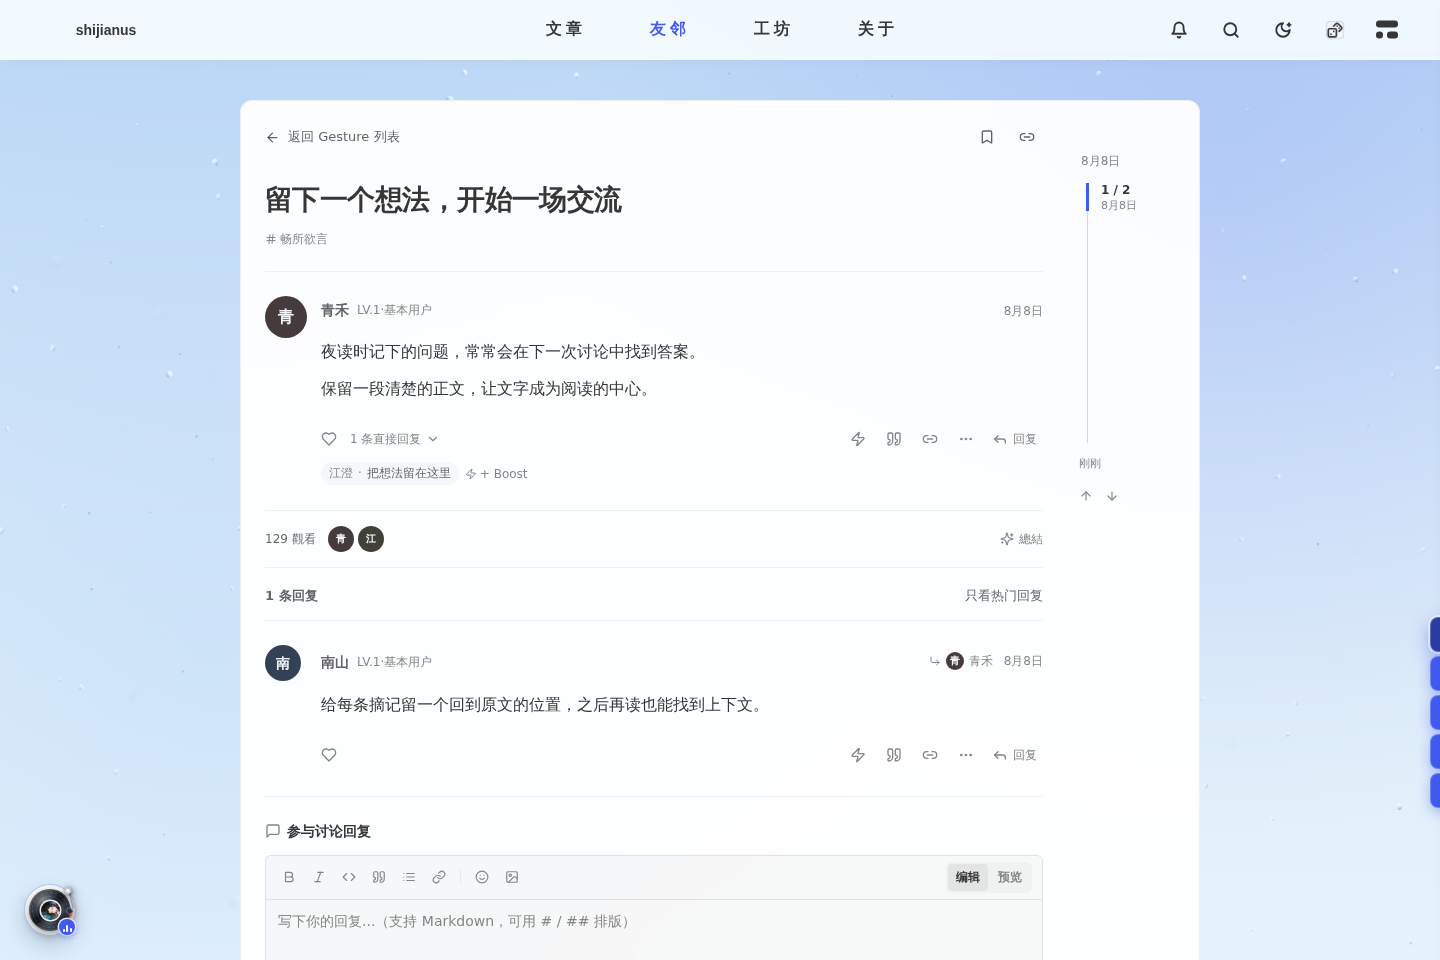 shijianus
文章
友邻
工坊
关于
返回 Gesture 列表
8月8日
1 / 2
8月8日
留下一个想法，开始一场交流
# 畅所欲言
青
青禾 LV.1·基本用户
8月8日
夜读时记下的问题，常常会在下一次讨论中找到答案。
保留一段清楚的正文，让文字成为阅读的中心。
1 条直接回复
回复
刚刚
江澄 · 把想法留在这里
+ Boost
129 觀看
青
江
總結
1 条回复
只看热门回复
南
南山 LV.1·基本用户
青 青禾 8月8日
给每条摘记留一个回到原文的位置，之后再读也能找到上下文。
回复
参与讨论回复
编辑
预览
写下你的回复...（支持 Markdown，可用 # / ## 排版）